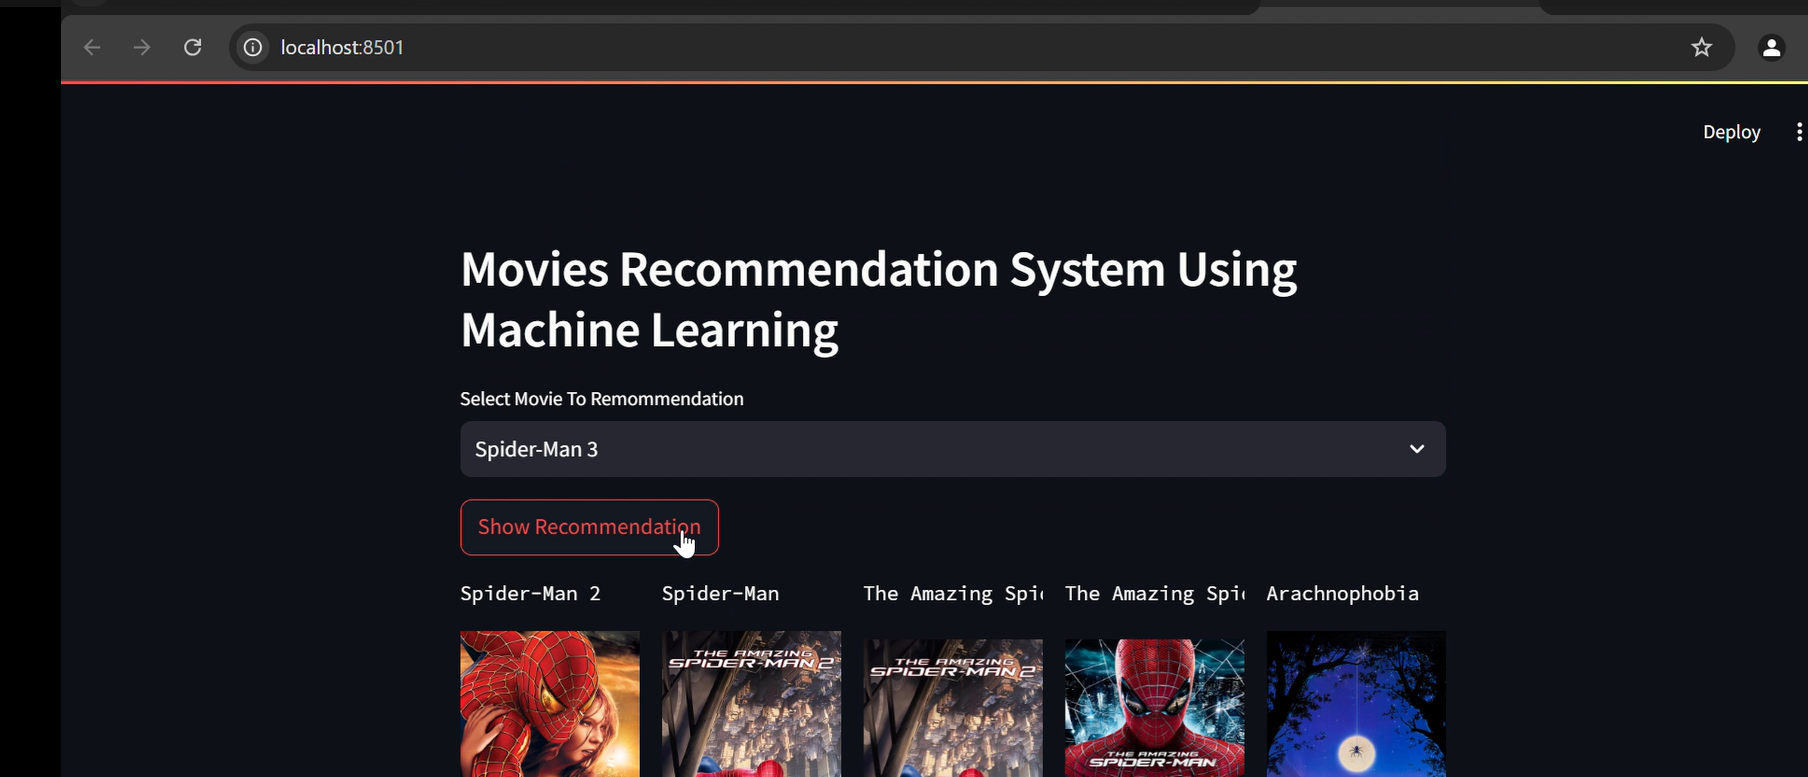 localhost:8501
Deploy
Movies Recommendation System Using
Machine Learning
Select Movie To Remommendation
Spider-Man 3
Show Recommendation
Spider-Man 2
Spider-Man
The Amazing Spi
The Amazing Spi
Arachnophobia
THE AMAZING
SPIDER-MAN 2
THE AMAZING
SPIDER-MAN 2
THE AMAZING
SPIDER-MAN